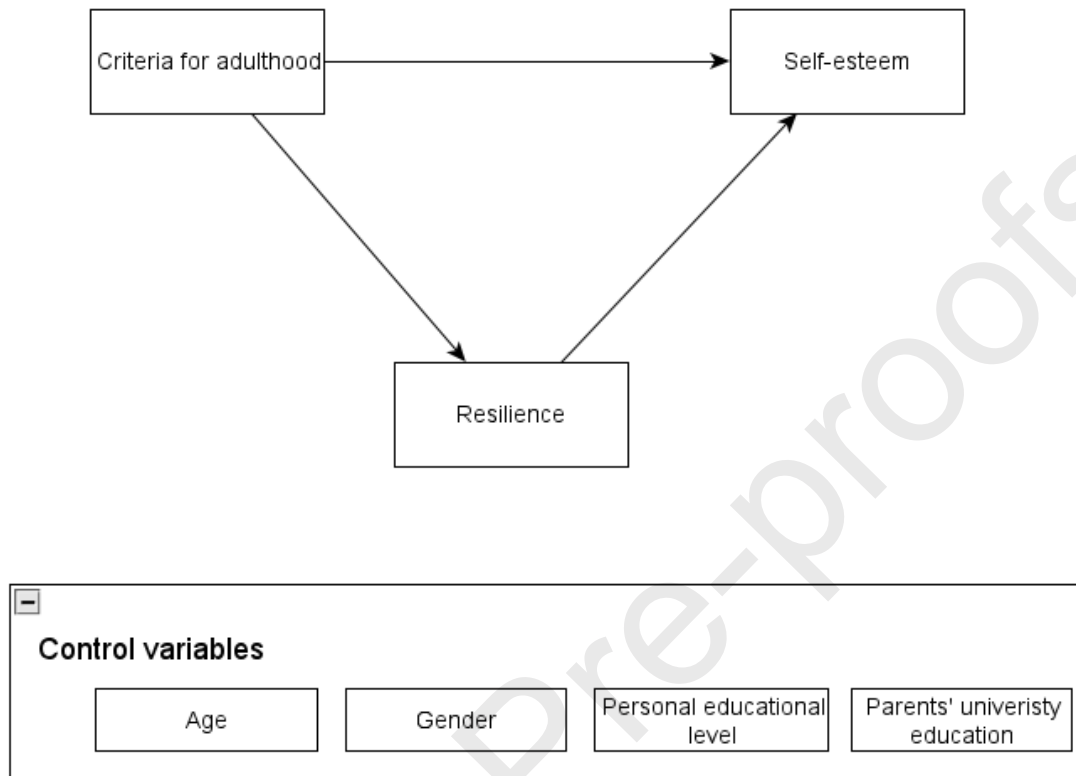 Criteria for adulthood
Self-esteem
Resilience
Control variables
Age
Gender
Personal educational
level
Parents' univeristy
education
Pre-proofs